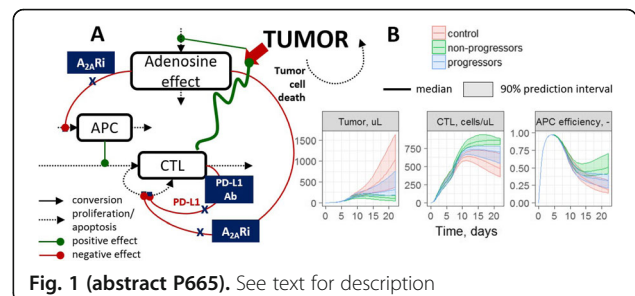 A
TUMOR
B
control
non-progressors
progressors
A2ARi
Adenosine
effect
Tumor
cell
death
median
90% prediction interval
APC
Tumor, uL
CTL, cells/uL
APC efficiency, -
1500
1000
500
0
750
500
250
0
1.00
0.75
0.50
0.25
0.00
CTL
PD-L1
Ab
PD-L1
x
x
x
A2ARi
conversion
proliferation/
apoptosis
positive effect
negative effect
0 5 10 15 20
0 5 10 15 20
0 5 10 15 20
Time, days
Fig. 1 (abstract P665). See text for description